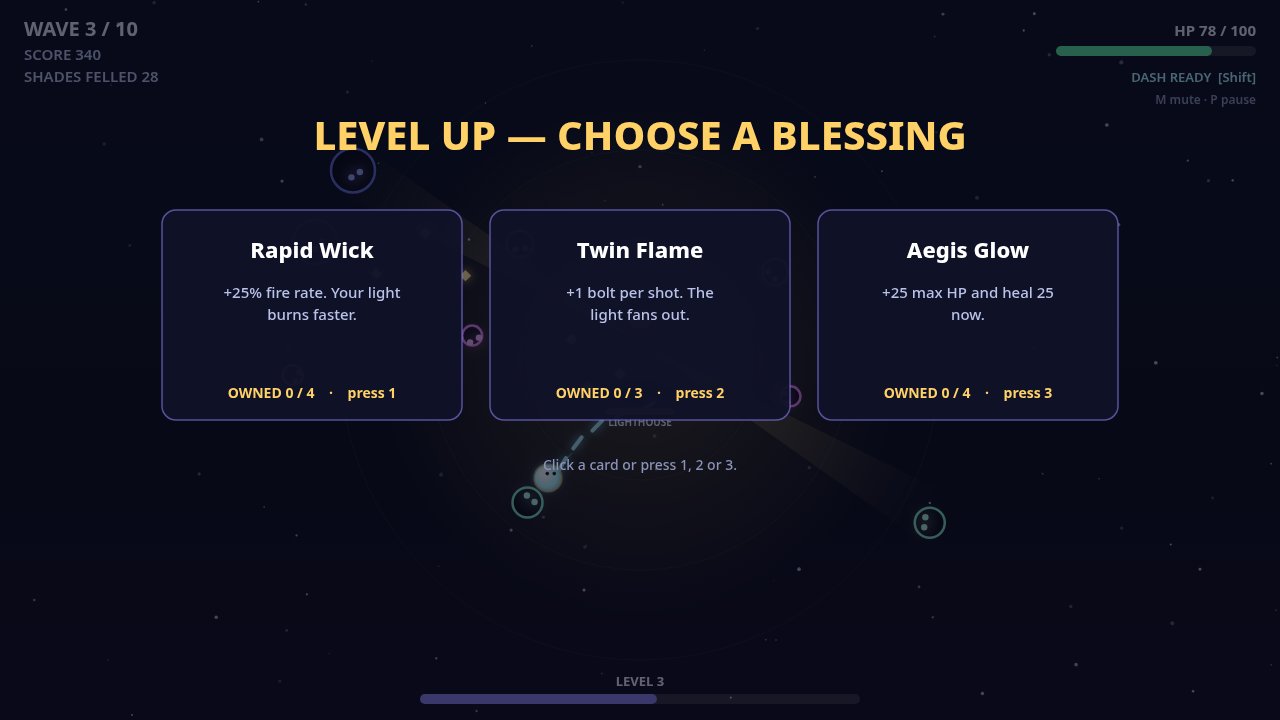 WAVE 3 / 10
SCORE 340
SHADES FELLED 28
HP 78 / 100
DASH READY [Shift]
M mute · P pause
LEVEL UP — CHOOSE A BLESSING
Rapid Wick
+25% fire rate. Your light
burns faster.
OWNED 0 / 4 · press 1
Twin Flame
+1 bolt per shot. The
light fans out.
OWNED 0 / 3 · press 2
Aegis Glow
+25 max HP and heal 25
now.
OWNED 0 / 4 · press 3
LIGHTHOUSE
Click a card or press 1, 2 or 3.
LEVEL 3